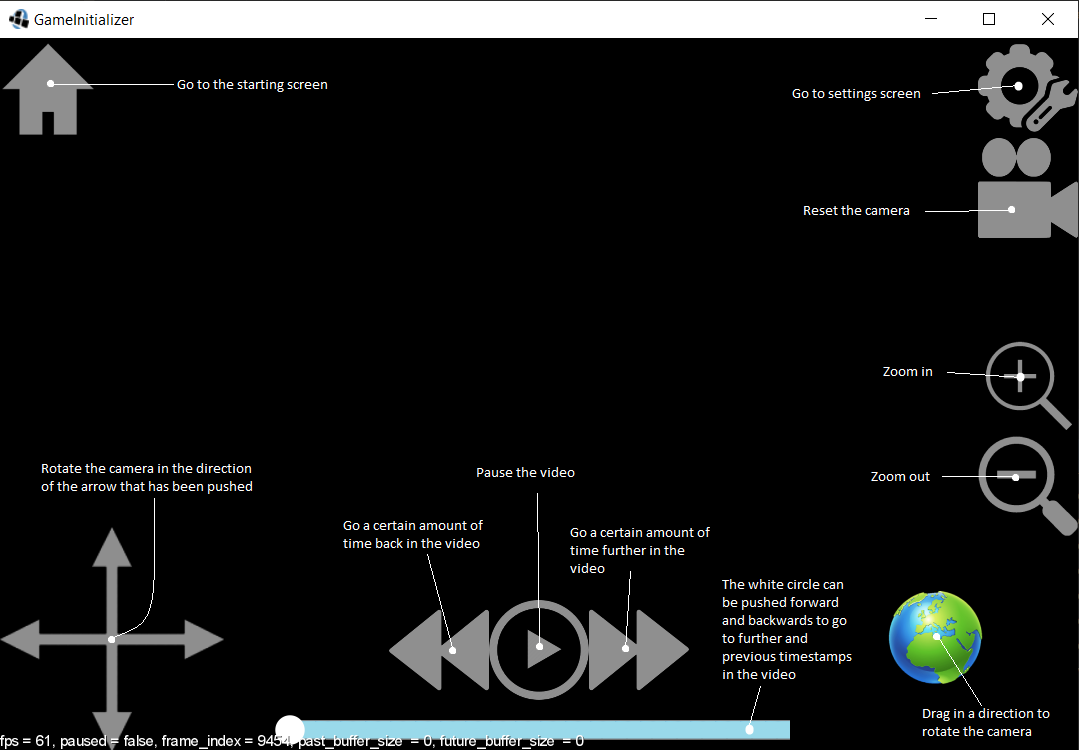 GameInitializer
Go to the starting screen
Go to settings screen
Reset the camera
Zoom in
Zoom out
Rotate the camera in the direction
of the arrow that has been pushed
Pause the video
Go a certain amount of
time back in the video
Go a certain amount of
time further in the
video
The white circle can
be pushed forward
and backwards to go
to further and
previous timestamps
in the video
Drag in a direction to
rotate the camera
fps = 61, paused = false, frame_index = 9454, past_buffer_size = 0, future_buffer_size = 0